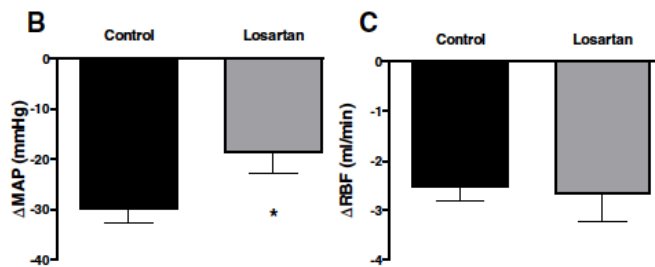 B
Control Losartan
0
-10
-20
-30
-40
ΔMAP (mmHg)
*
C
Control Losartan
0
-1
-2
-3
-4
ΔRBF (ml/min)